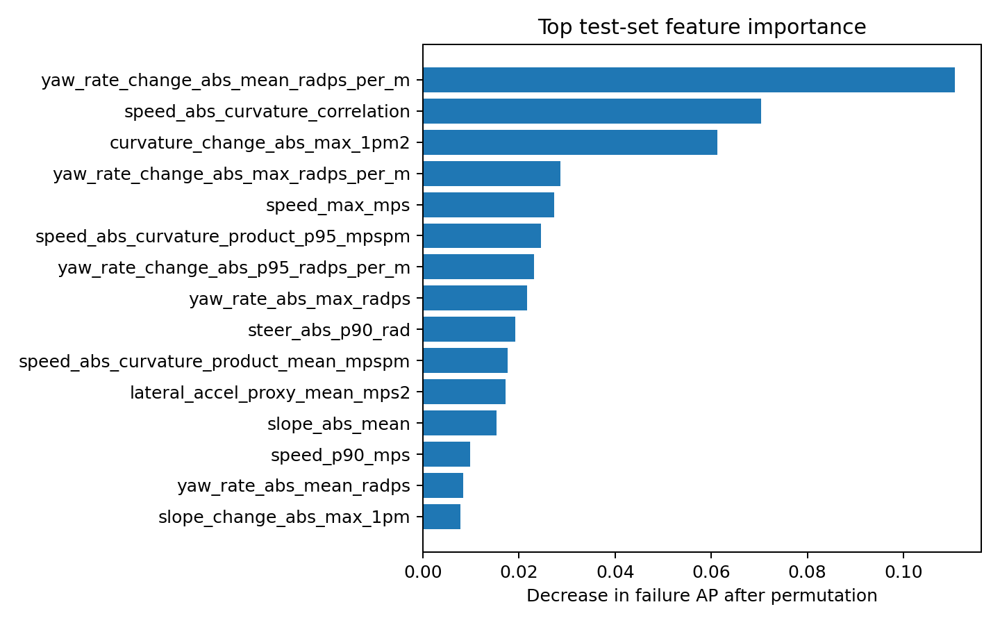 Top test-set feature importance
yaw_rate_change_abs_mean_radps_per_m
speed_abs_curvature_correlation
curvature_change_abs_max_1pm2
yaw_rate_change_abs_max_radps_per_m
speed_max_mps
speed_abs_curvature_product_p95_mpspm
yaw_rate_change_abs_p95_radps_per_m
yaw_rate_abs_max_radps
steer_abs_p90_rad
speed_abs_curvature_product_mean_mpspm
lateral_accel_proxy_mean_mps2
slope_abs_mean
speed_p90_mps
yaw_rate_abs_mean_radps
slope_change_abs_max_1pm
0.00 0.02 0.04 0.06 0.08 0.10
Decrease in failure AP after permutation